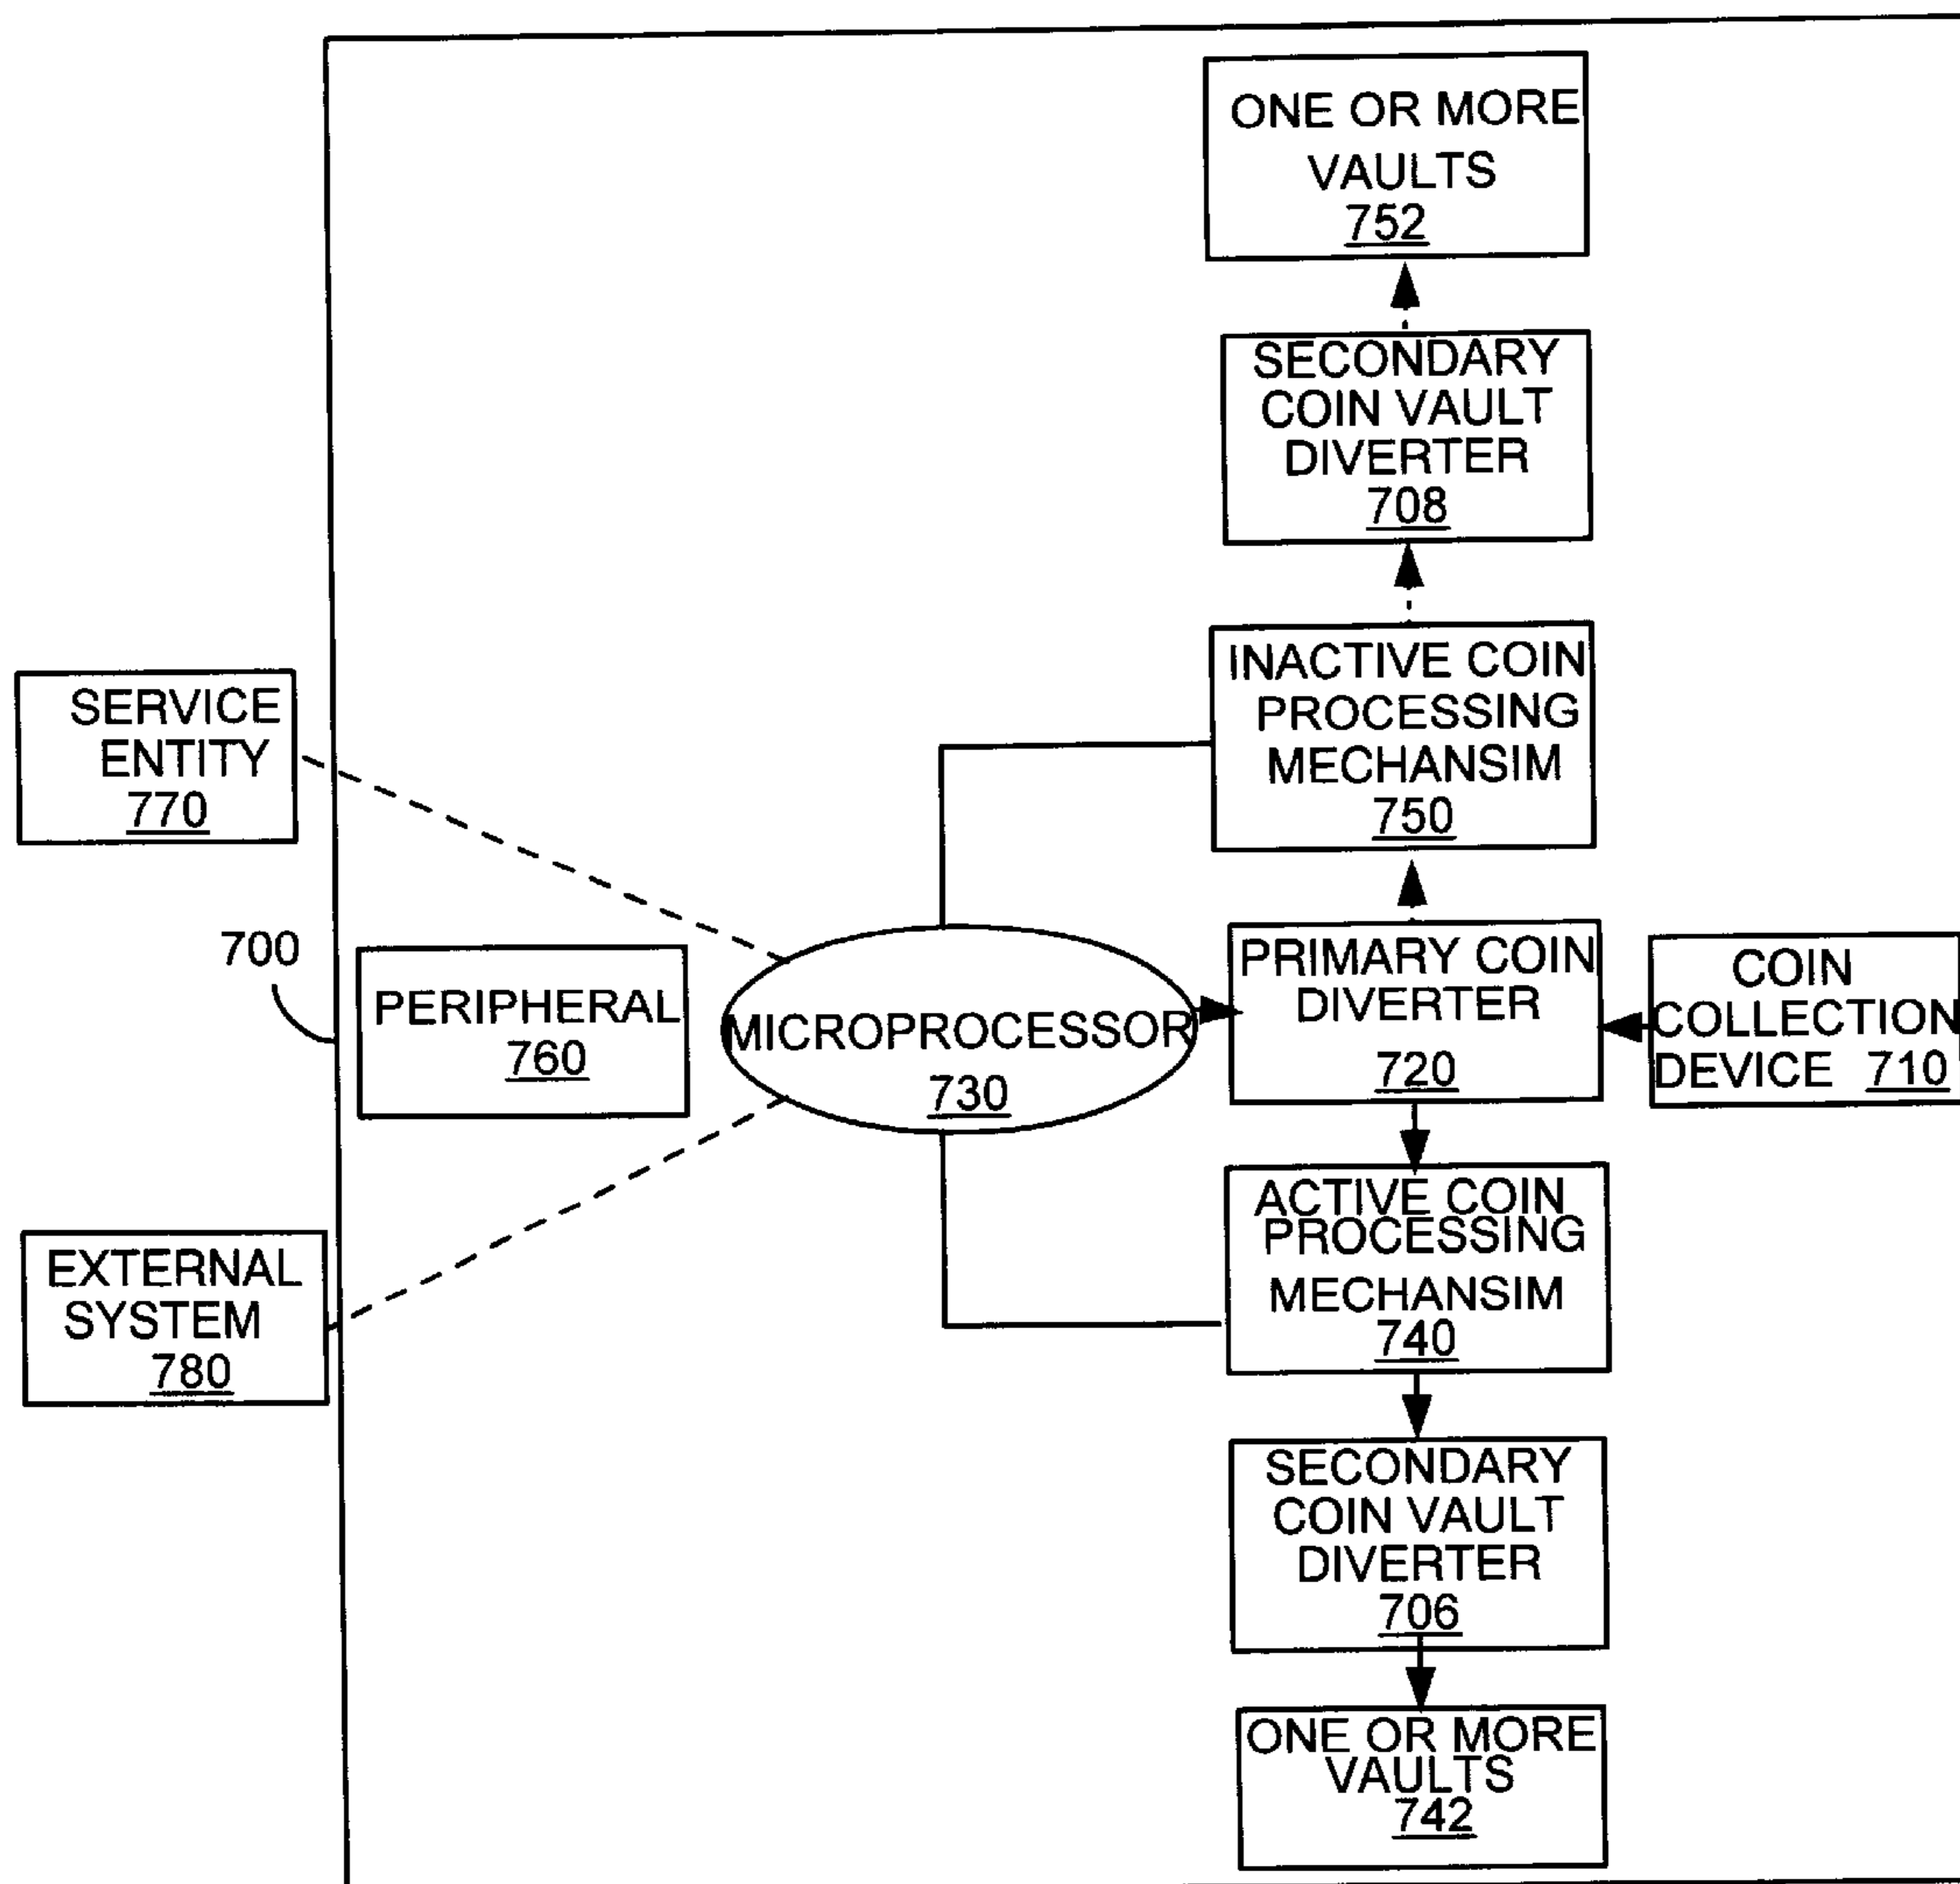 ONE OR MORE
VAULTS
752
SECONDARY
COIN VAULT
DIVERTER
708
INACTIVE COIN
PROCESSING
MECHANSIM
750
SERVICE
ENTITY
770
700
PERIPHERAL
760
MICROPROCESSOR
730
PRIMARY COIN
DIVERTER
720
COIN
COLLECTION
DEVICE 710
ACTIVE COIN
PROCESSING
MECHANSIM
740
EXTERNAL
SYSTEM
780
SECONDARY
COIN VAULT
DIVERTER
706
ONE OR MORE
VAULTS
742